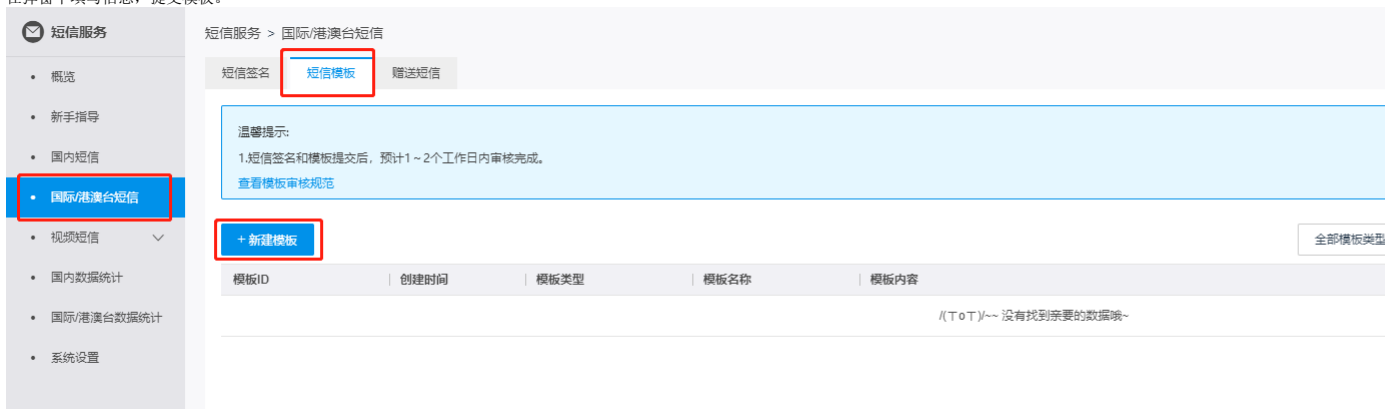 在弹窗中填写信息，提交模板。
短信服务
短信服务 > 国际/港澳台短信
概览
短信签名 短信模板 赠送短信
新手指导
温馨提示:
国内短信
1.短信签名和模板提交后，预计1~2个工作日内审核完成。
查看模板审核规范
国际/港澳台短信
视频短信
+ 新建模板
全部模板类型
国内数据统计
模板ID 创建时间 模板类型 模板名称 模板内容
国际/港澳台数据统计
/(ㄒoㄒ)/~~ 没有找到亲要的数据哦~
系统设置